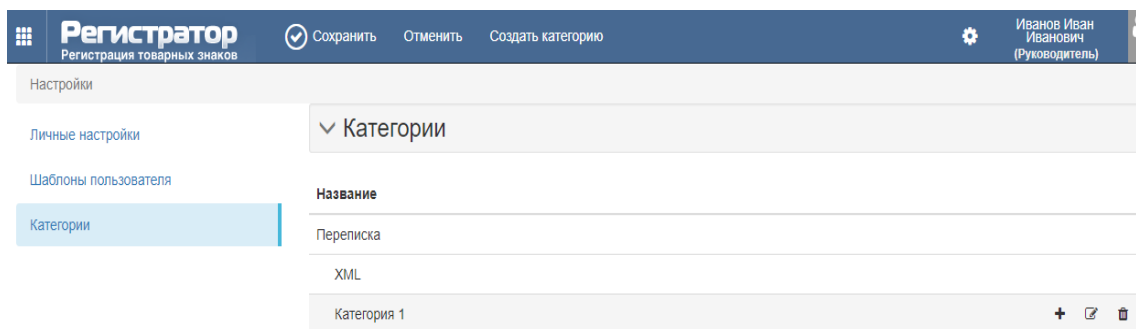 Регистратор
Регистрация товарных знаков
Сохранить Отменить Создать категорию
Иванов Иван
Иванович
(Руководитель)
Настройки
Личные настройки
Шаблоны пользователя
Категории
Категории
Название
Переписка
XML
Категория 1